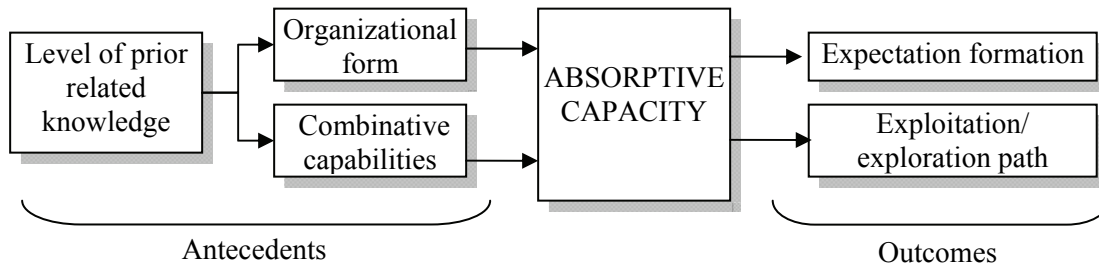 Level of prior
related
knowledge
Organizational
form
Combinative
capabilities
ABSORPTIVE
CAPACITY
Expectation formation
Exploitation/
exploration path
Antecedents
Outcomes